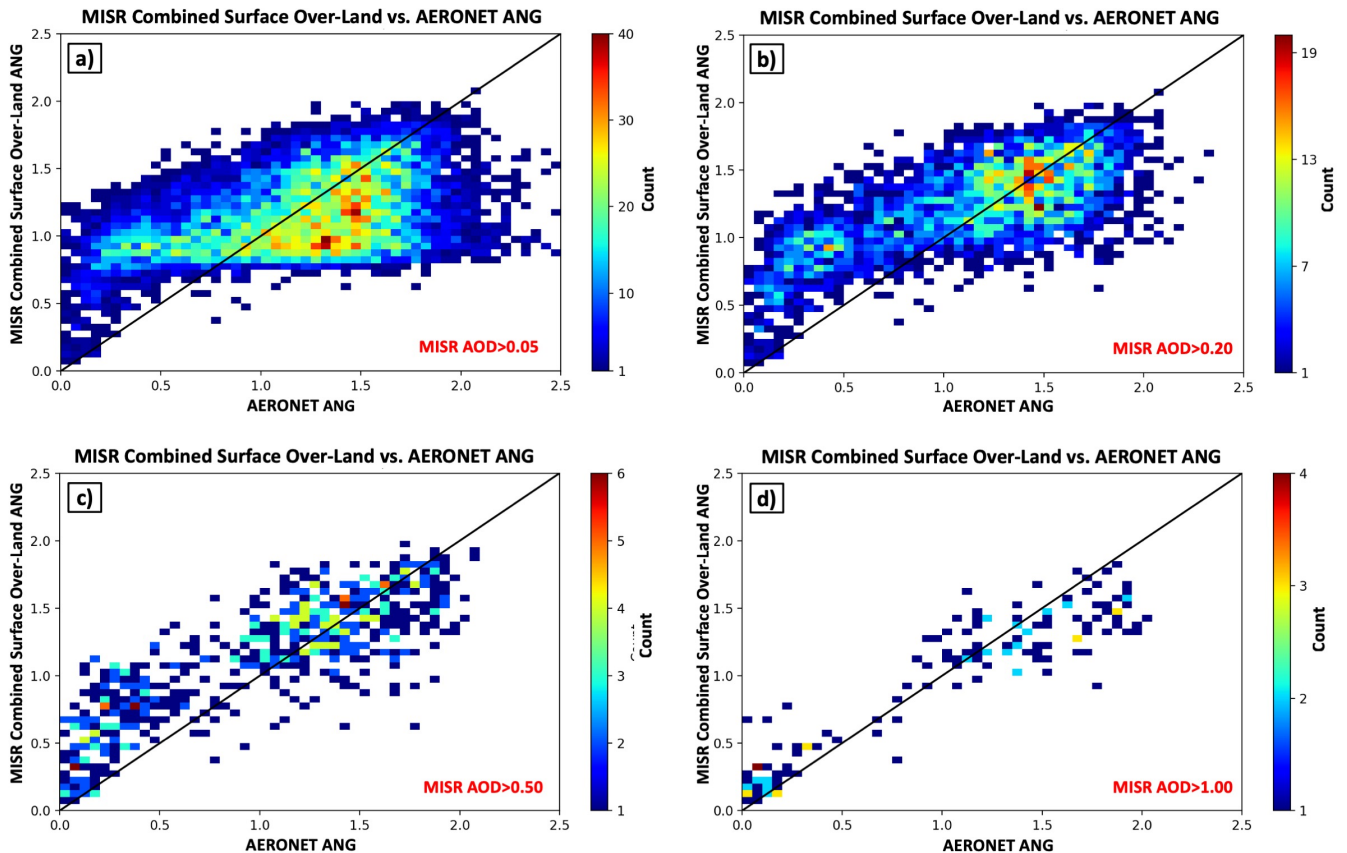 MISR Combined Surface Over-Land vs. AERONET ANG
a)
MISR Combined Surface Over-Land ANG
2.5
2.0
1.5
1.0
0.5
0.0
0.0 0.5 1.0 1.5 2.0 2.5
AERONET ANG
MISR AOD>0.05
40
30
20
10
1
Count
MISR Combined Surface Over-Land vs. AERONET ANG
b)
MISR Combined Surface Over-Land ANG
2.5
2.0
1.5
1.0
0.5
0.0
0.0 0.5 1.0 1.5 2.0 2.5
AERONET ANG
MISR AOD>0.20
19
13
7
1
Count
MISR Combined Surface Over-Land vs. AERONET ANG
c)
MISR Combined Surface Over-Land ANG
2.5
2.0
1.5
1.0
0.5
0.0
0.0 0.5 1.0 1.5 2.0 2.5
AERONET ANG
MISR AOD>0.50
6
5
4
3
2
1
Count
MISR Combined Surface Over-Land vs. AERONET ANG
d)
MISR Combined Surface Over-Land ANG
2.5
2.0
1.5
1.0
0.5
0.0
0.0 0.5 1.0 1.5 2.0 2.5
AERONET ANG
MISR AOD>1.00
4
3
2
1
Count